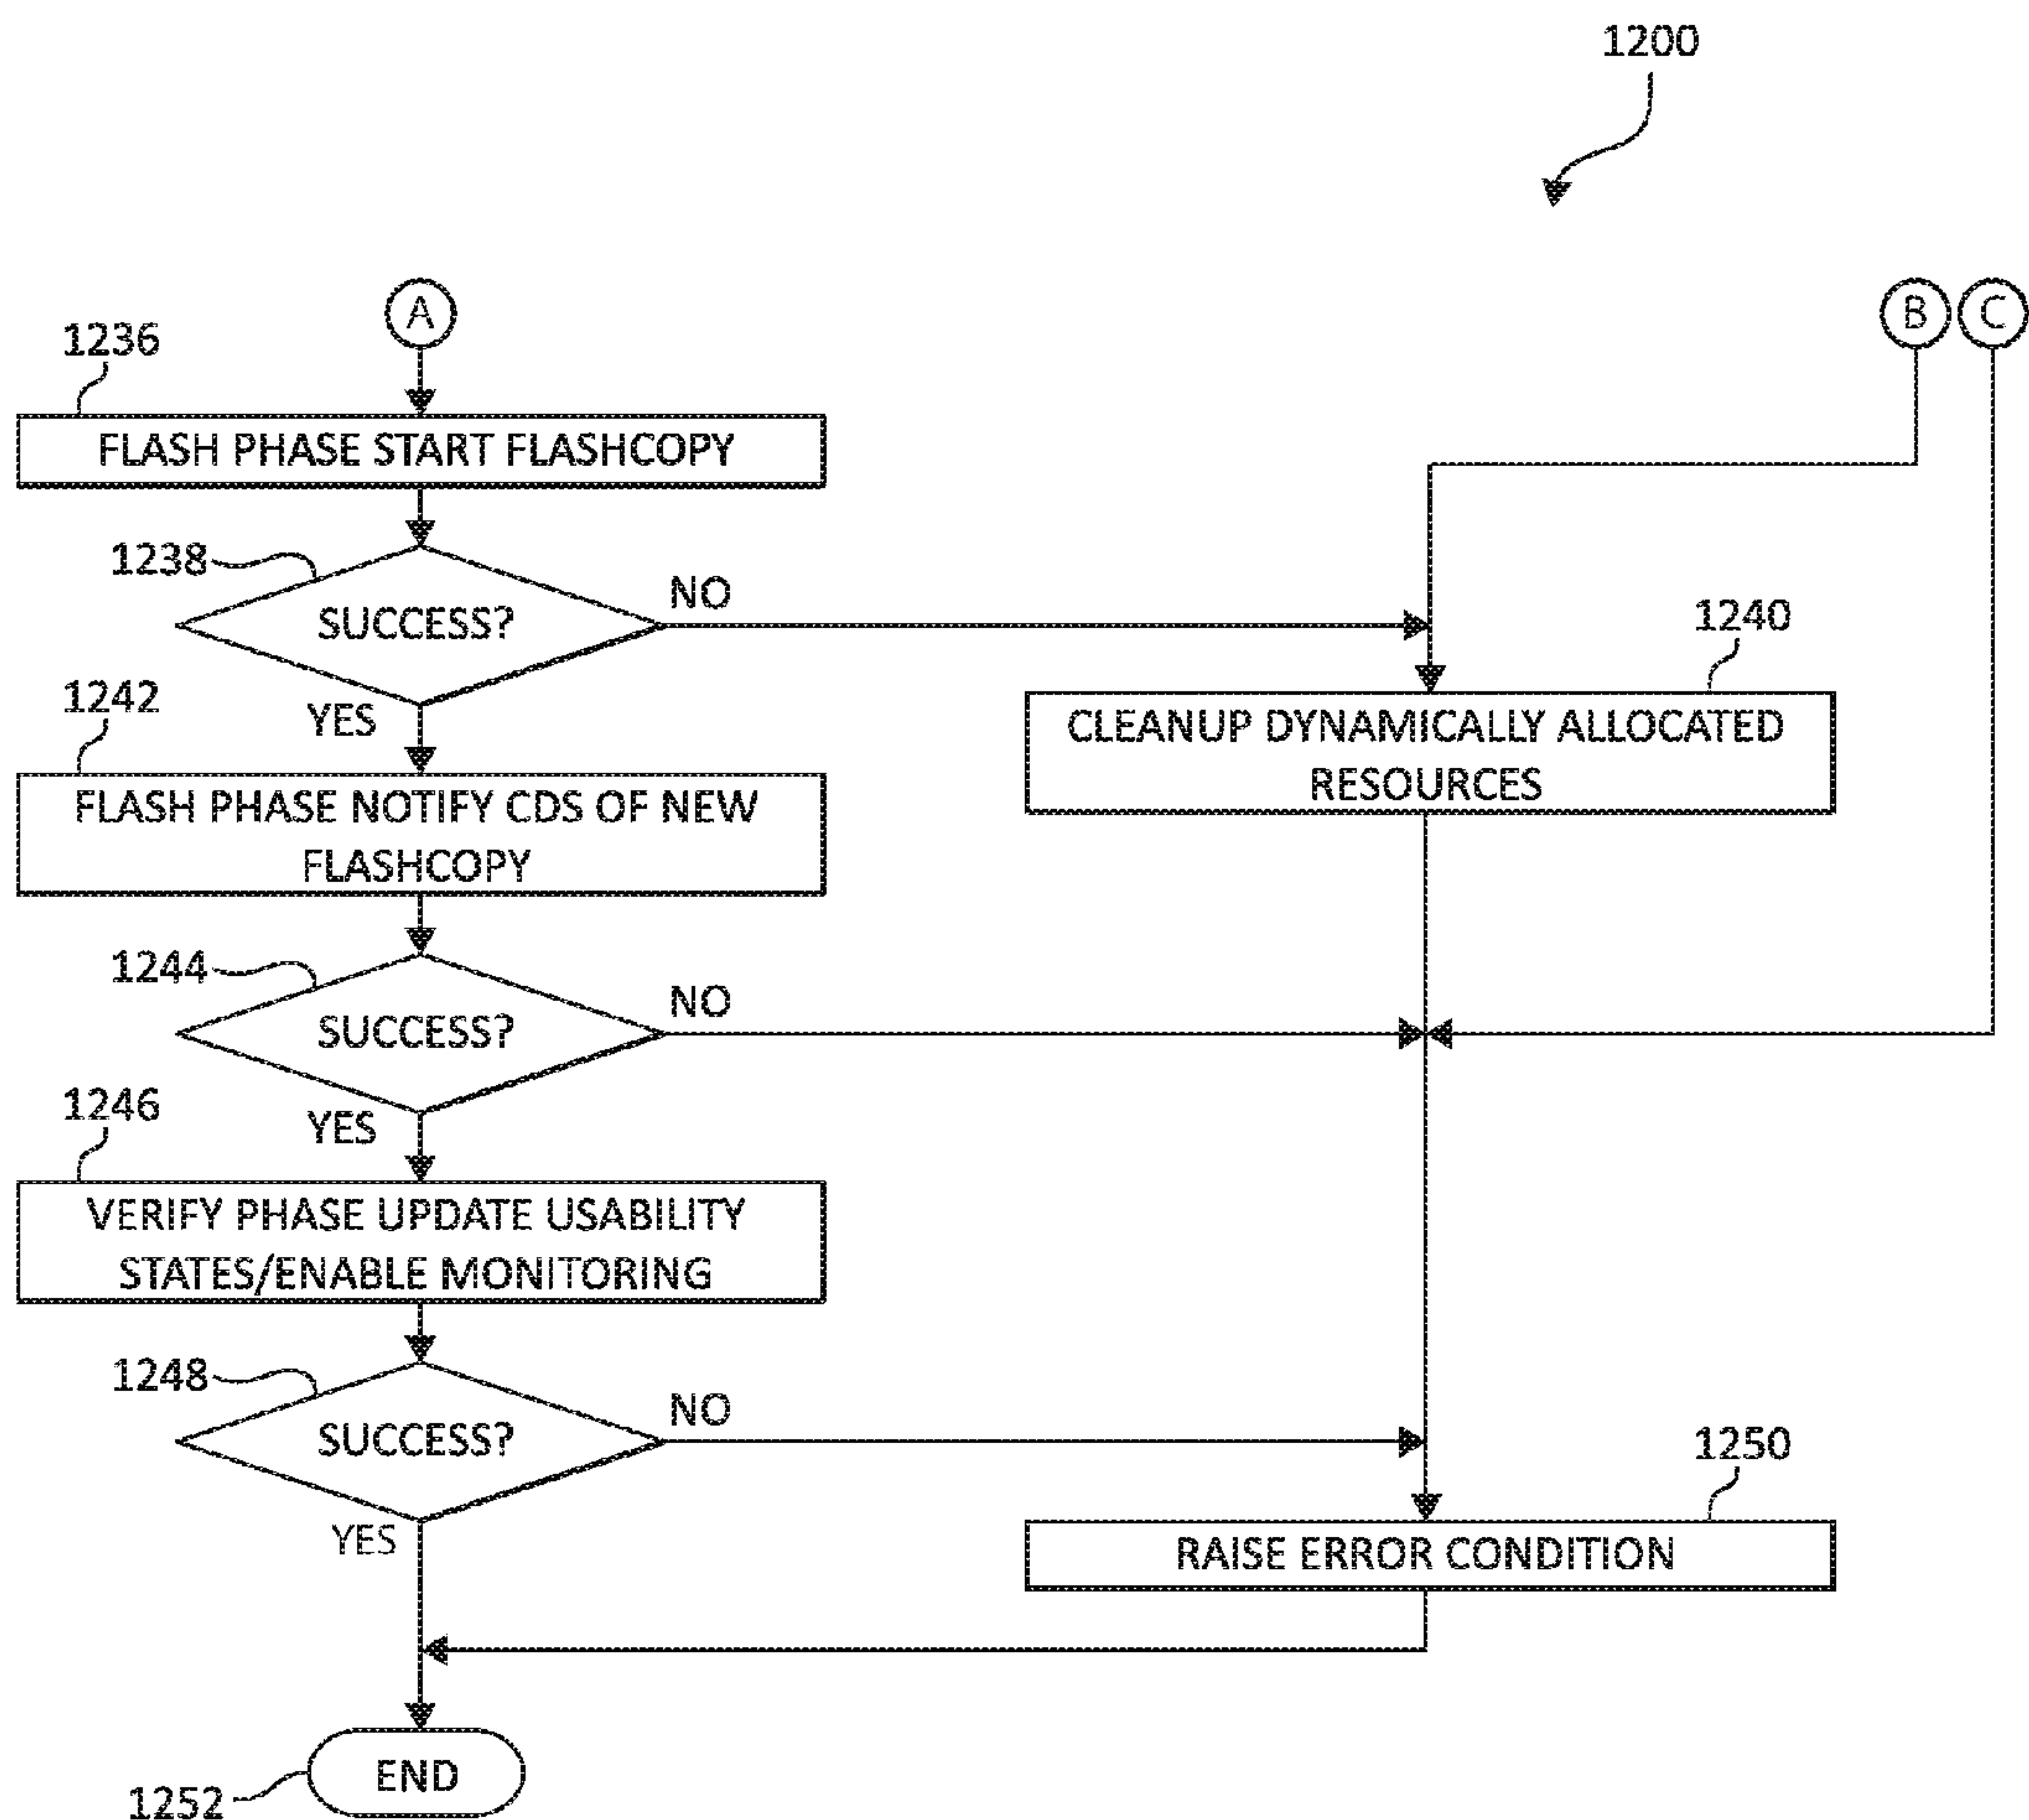 1200
A
B
C
1236
FLASH PHASE START FLASHCOPY
1238
SUCCESS?
NO
1240
YES
1242
CLEANUP DYNAMICALLY ALLOCATED
RESOURCES
FLASH PHASE NOTIFY CDS OF NEW
FLASHCOPY
1244
SUCCESS?
NO
YES
1246
VERIFY PHASE UPDATE USABILITY
STATES/ENABLE MONITORING
1248
SUCCESS?
NO
YES
1250
RAISE ERROR CONDITION
END
1252